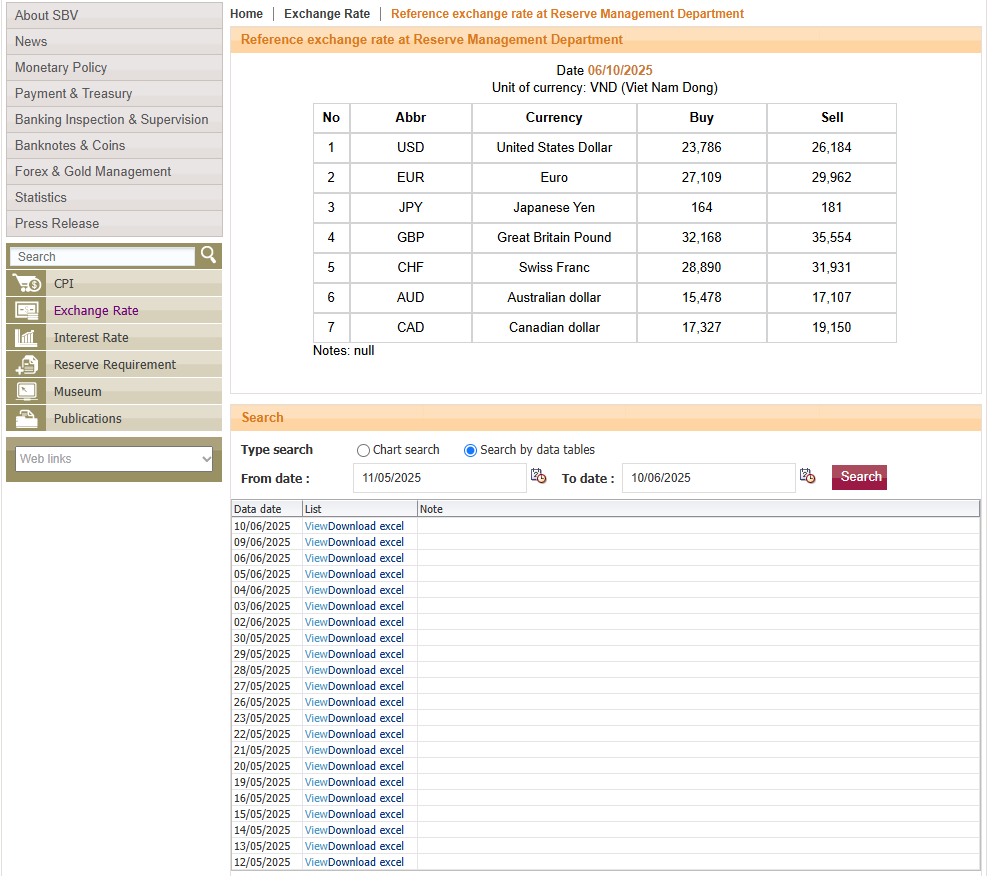 About SBV
News
Monetary Policy
Payment & Treasury
Banking Inspection & Supervision
Banknotes & Coins
Forex & Gold Management
Statistics
Press Release
Search
CPI
Exchange Rate
Interest Rate
Reserve Requirement
Museum
Publications
Web links
Home | Exchange Rate | Reference exchange rate at Reserve Management Department
Reference exchange rate at Reserve Management Department
Date 06/10/2025
Unit of currency: VND (Viet Nam Dong)
No Abbr Currency Buy Sell
1 USD United States Dollar 23,786 26,184
2 EUR Euro 27,109 29,962
3 JPY Japanese Yen 164 181
4 GBP Great Britain Pound 32,168 35,554
5 CHF Swiss Franc 28,890 31,931
6 AUD Australian dollar 15,478 17,107
7 CAD Canadian dollar 17,327 19,150
Notes: null
Search
Type search Chart search Search by data tables
From date : 11/05/2025 To date : 10/06/2025 Search
Data date List Note
10/06/2025 ViewDownload excel
09/06/2025 ViewDownload excel
06/06/2025 ViewDownload excel
05/06/2025 ViewDownload excel
04/06/2025 ViewDownload excel
03/06/2025 ViewDownload excel
02/06/2025 ViewDownload excel
30/05/2025 ViewDownload excel
29/05/2025 ViewDownload excel
28/05/2025 ViewDownload excel
27/05/2025 ViewDownload excel
26/05/2025 ViewDownload excel
23/05/2025 ViewDownload excel
22/05/2025 ViewDownload excel
21/05/2025 ViewDownload excel
20/05/2025 ViewDownload excel
19/05/2025 ViewDownload excel
16/05/2025 ViewDownload excel
15/05/2025 ViewDownload excel
14/05/2025 ViewDownload excel
13/05/2025 ViewDownload excel
12/05/2025 ViewDownload excel